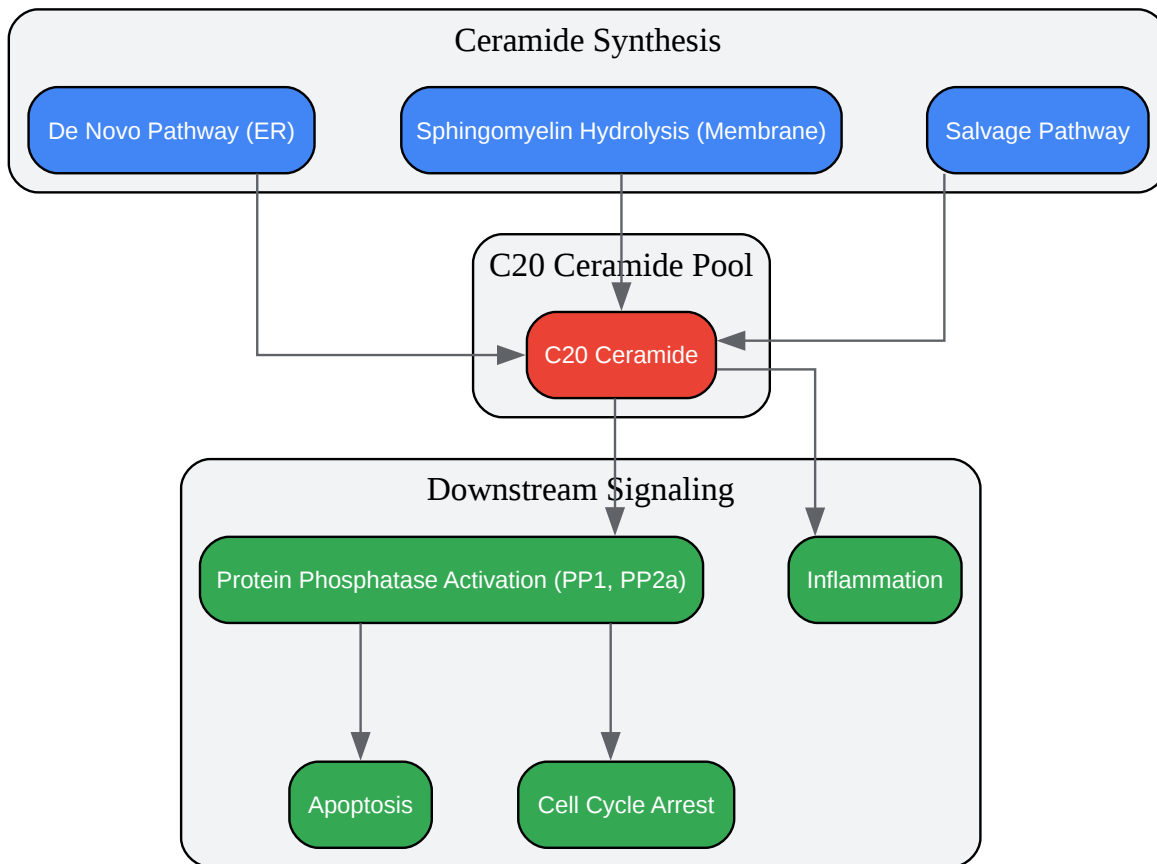 Ceramide Synthesis
De Novo Pathway (ER)
Sphingomyelin Hydrolysis (Membrane)
Salvage Pathway
C20 Ceramide Pool
C20 Ceramide
Downstream Signaling
Protein Phosphatase Activation (PP1, PP2a)
Inflammation
Apoptosis
Cell Cycle Arrest